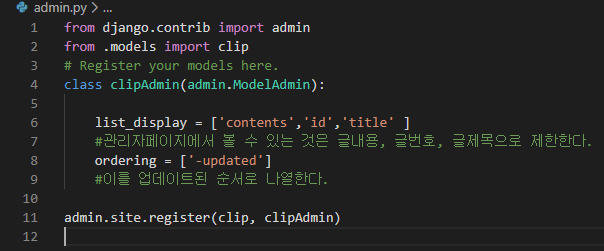 admin.py > ...
1 from django.contrib import admin
2 from .models import clip
3 # Register your models here.
4 class clipAdmin(admin.ModelAdmin):
5
6     list_display = ['contents','id','title' ]
7     #관리자페이지에서 볼 수 있는 것은 글내용, 글번호, 글제목으로 제한한다.
8     ordering = ['-updated']
9     #이를 업데이트된 순서로 나열한다.
10
11 admin.site.register(clip, clipAdmin)
12